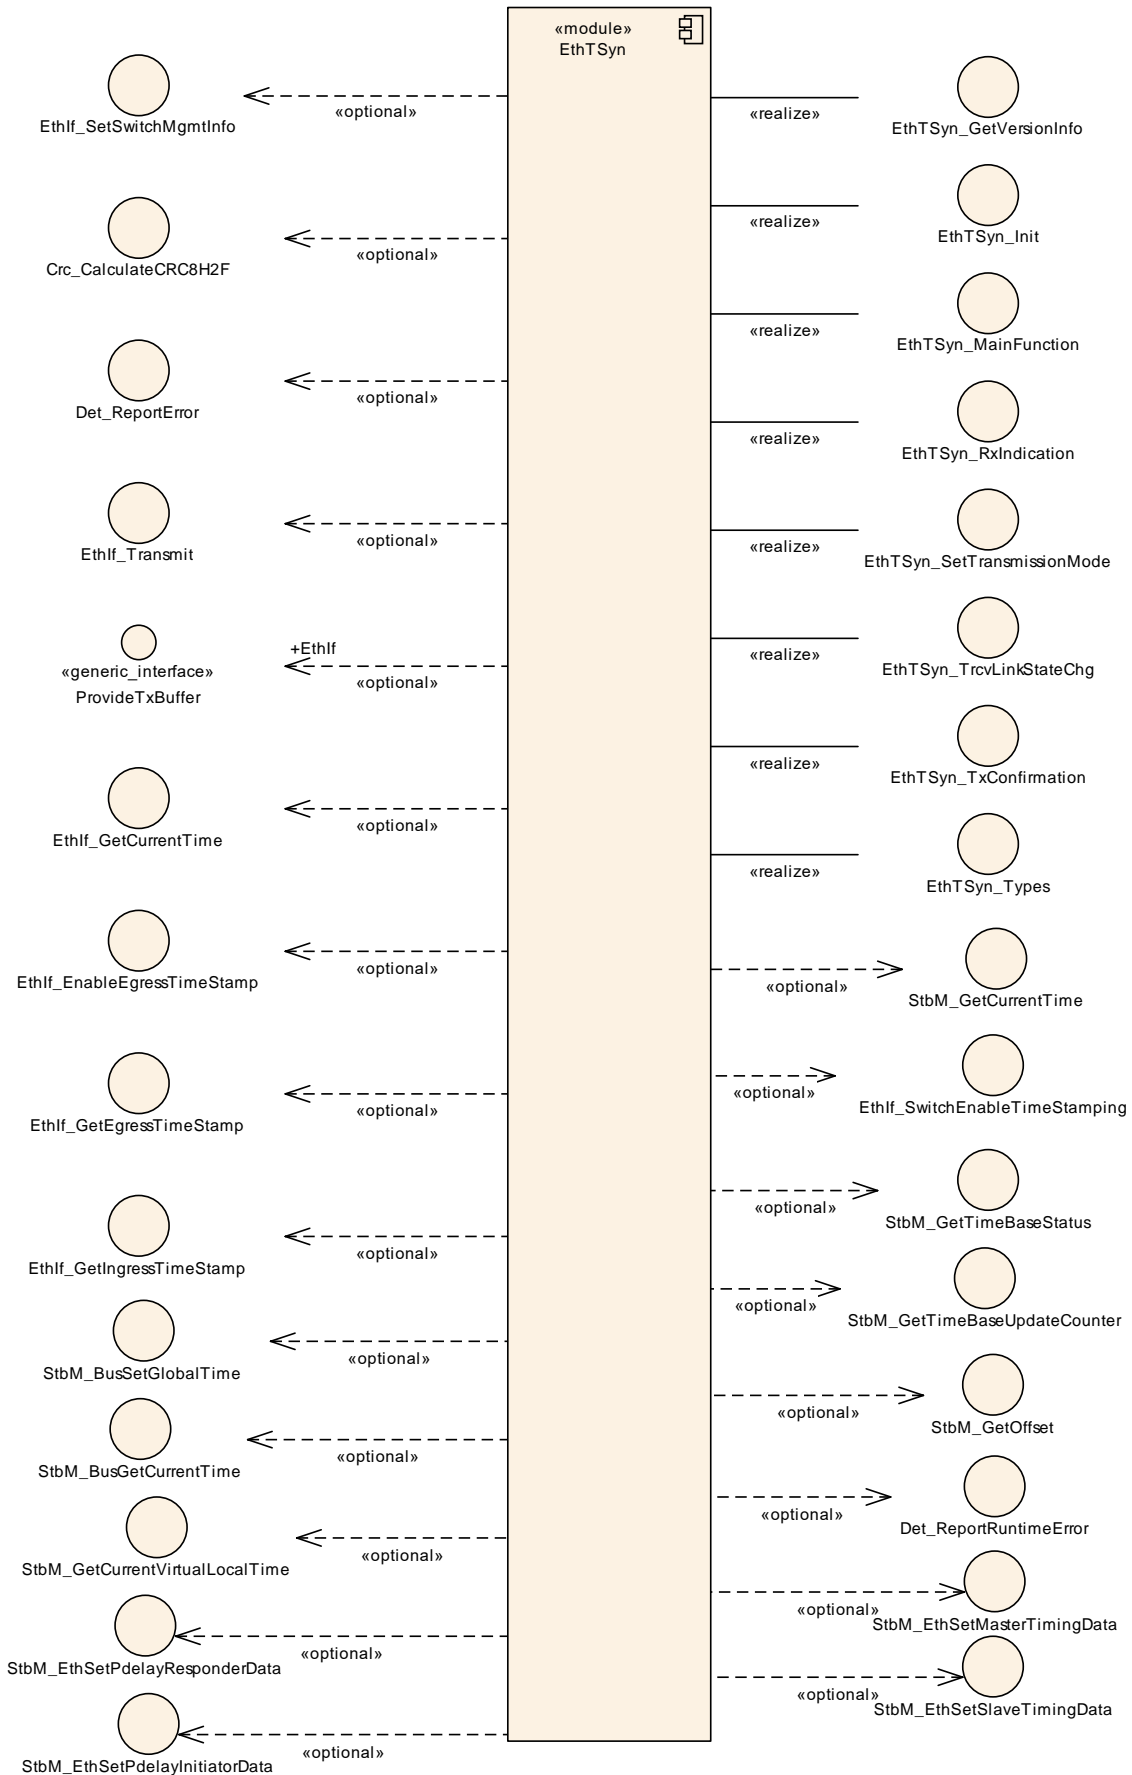 «module»
EthTSyn
EthIf_SetSwitchMgmtInfo
«optional»
«realize»
EthTSyn_GetVersionInfo
Crc_CalculateCRC8H2F
«optional»
«realize»
EthTSyn_Init
Det_ReportError
«optional»
«realize»
EthTSyn_MainFunction
EthIf_Transmit
«optional»
«realize»
EthTSyn_RxIndication
+EthIf
«generic_interface»
ProvideTxBuffer
«optional»
«realize»
EthTSyn_SetTransmissionMode
EthIf_GetCurrentTime
«optional»
«realize»
EthTSyn_TrcvLinkStateChg
EthIf_EnableEgressTimeStamp
«optional»
«realize»
EthTSyn_TxConfirmation
EthIf_GetEgressTimeStamp
«optional»
«realize»
EthTSyn_Types
EthIf_GetIngressTimeStamp
«optional»
«optional»
StbM_GetCurrentTime
StbM_BusSetGlobalTime
«optional»
«optional»
EthIf_SwitchEnableTimeStamping
StbM_BusGetCurrentTime
«optional»
«optional»
StbM_GetTimeBaseStatus
StbM_GetCurrentVirtualLocalTime
«optional»
«optional»
StbM_GetTimeBaseUpdateCounter
StbM_EthSetPdelayResponderData
«optional»
«optional»
StbM_GetOffset
StbM_EthSetPdelayInitiatorData
«optional»
«optional»
Det_ReportRuntimeError
«optional»
StbM_EthSetMasterTimingData
«optional»
StbM_EthSetSlaveTimingData